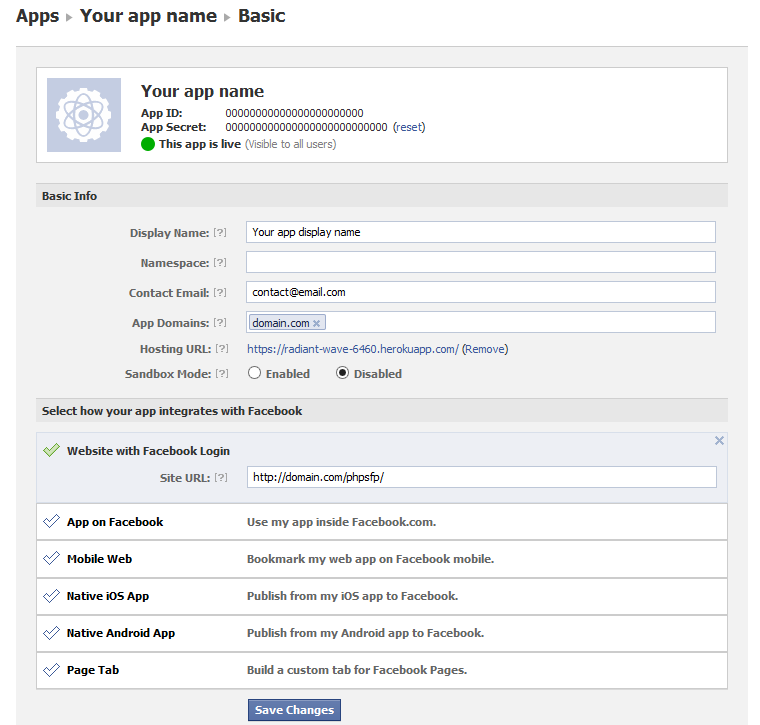 Apps ▸ Your app name ▸ Basic
Your app name
App ID: 00000000000000000000000
App Secret: 000000000000000000000000000 (reset)
This app is live (Visible to all users)
Basic Info
Display Name: [?] Your app display name
Namespace: [?]
Contact Email: [?] contact@email.com
App Domains: [?] domain.com ×
Hosting URL: [?] https://radiant-wave-6460.herokuapp.com/ (Remove)
Sandbox Mode: [?] Enabled Disabled
Select how your app integrates with Facebook
Website with Facebook Login
Site URL: [?] http://domain.com/phpsfp/
App on Facebook Use my app inside Facebook.com.
Mobile Web Bookmark my web app on Facebook mobile.
Native iOS App Publish from my iOS app to Facebook.
Native Android App Publish from my Android app to Facebook.
Page Tab Build a custom tab for Facebook Pages.
Save Changes